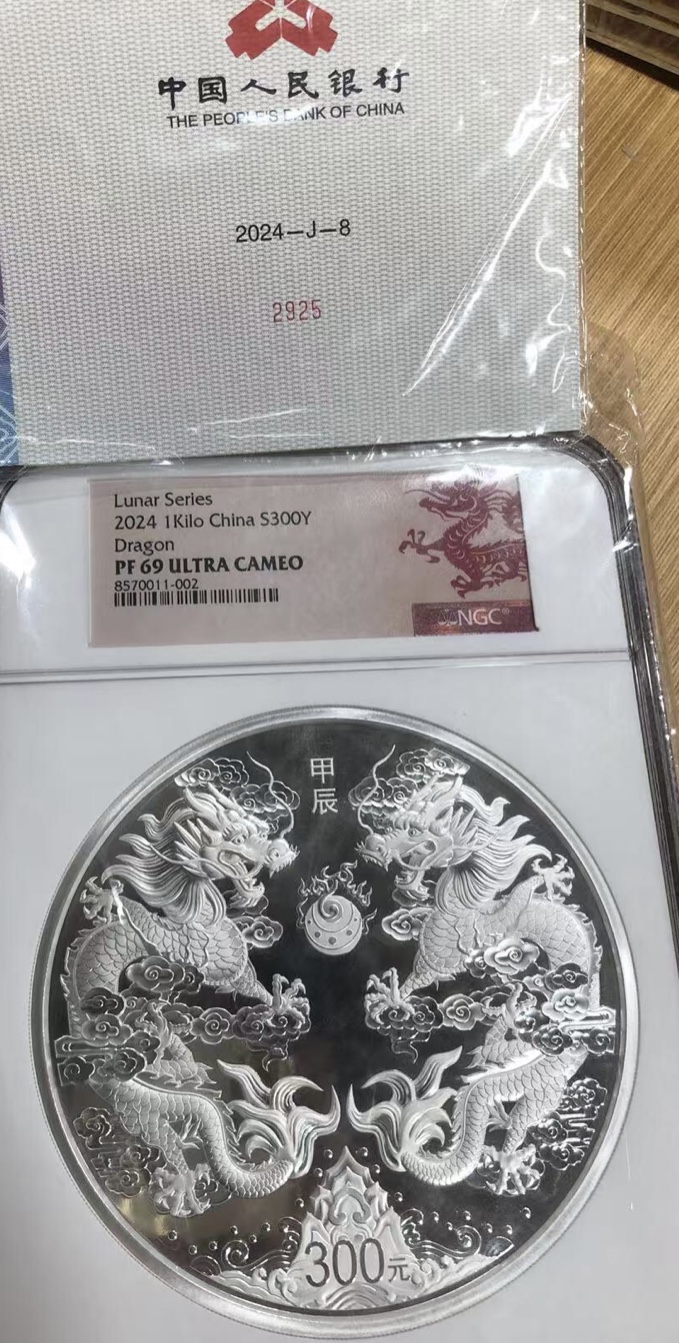 中国人民银行
THE PEOPLE'S BANK OF CHINA
2024-J-8
2925
Lunar Series
2024 1Kilo China S300Y
Dragon
PF 69 ULTRA CAMEO
8570011-002
NGC
甲
辰
300元